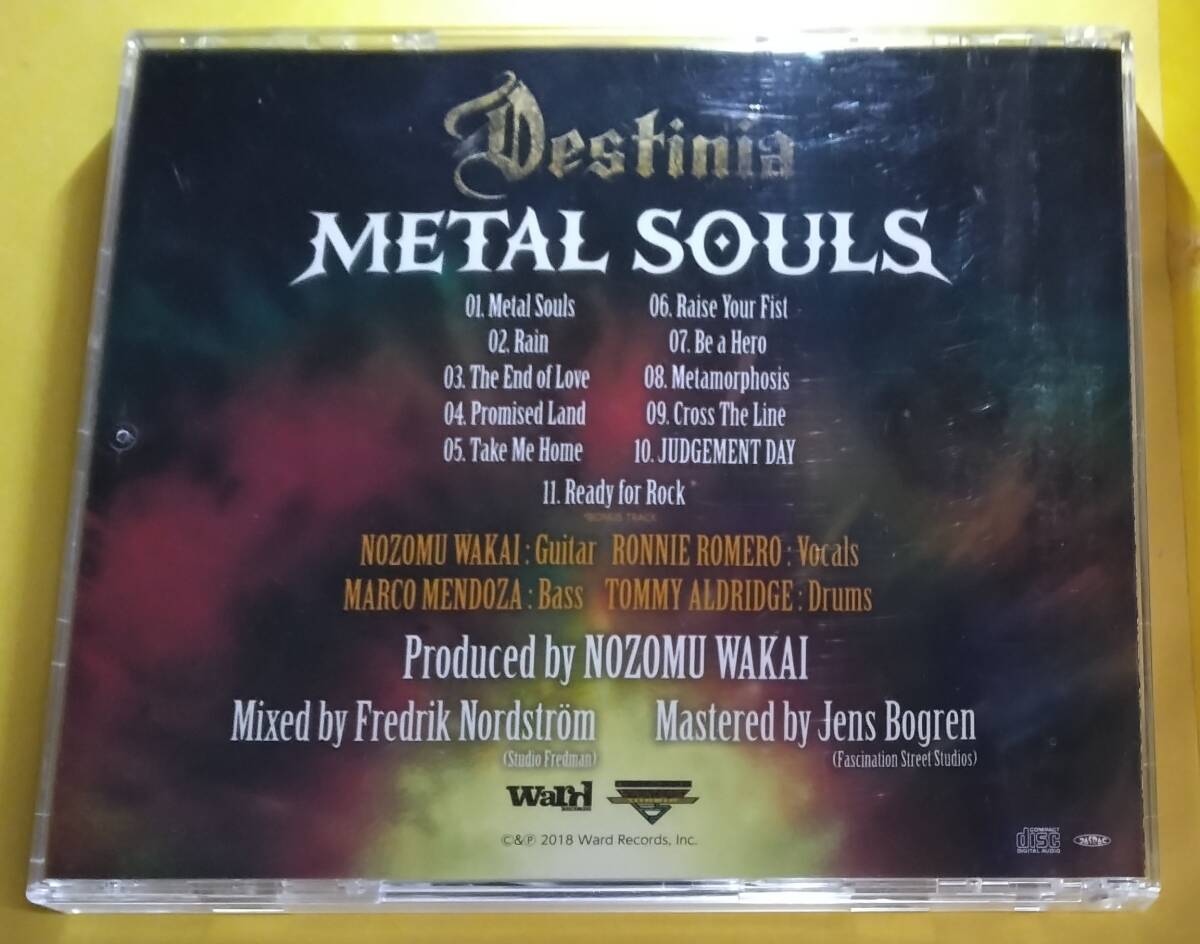 Destinia
METAL SOULS
01. Metal Souls
02. Rain
03. The End of Love
04. Promised Land
05. Take Me Home
06. Raise Your Fist
07. Be a Hero
08. Metamorphosis
09. Cross The Line
10. JUDGEMENT DAY
11. Ready for Rock
*BONUS TRACK
NOZOMU WAKAI : Guitar RONNIE ROMERO : Vocals
MARCO MENDOZA : Bass TOMMY ALDRIDGE : Drums
Produced by NOZOMU WAKAI
Mixed by Fredrik Nordström
(Studio Fredman)
Mastered by Jens Bogren
(Fascination Street Studios)
Ward
RECORDS
©&℗ 2018 Ward Records, Inc.
COMPACT
disc
DIGITAL AUDIO
JASRAC